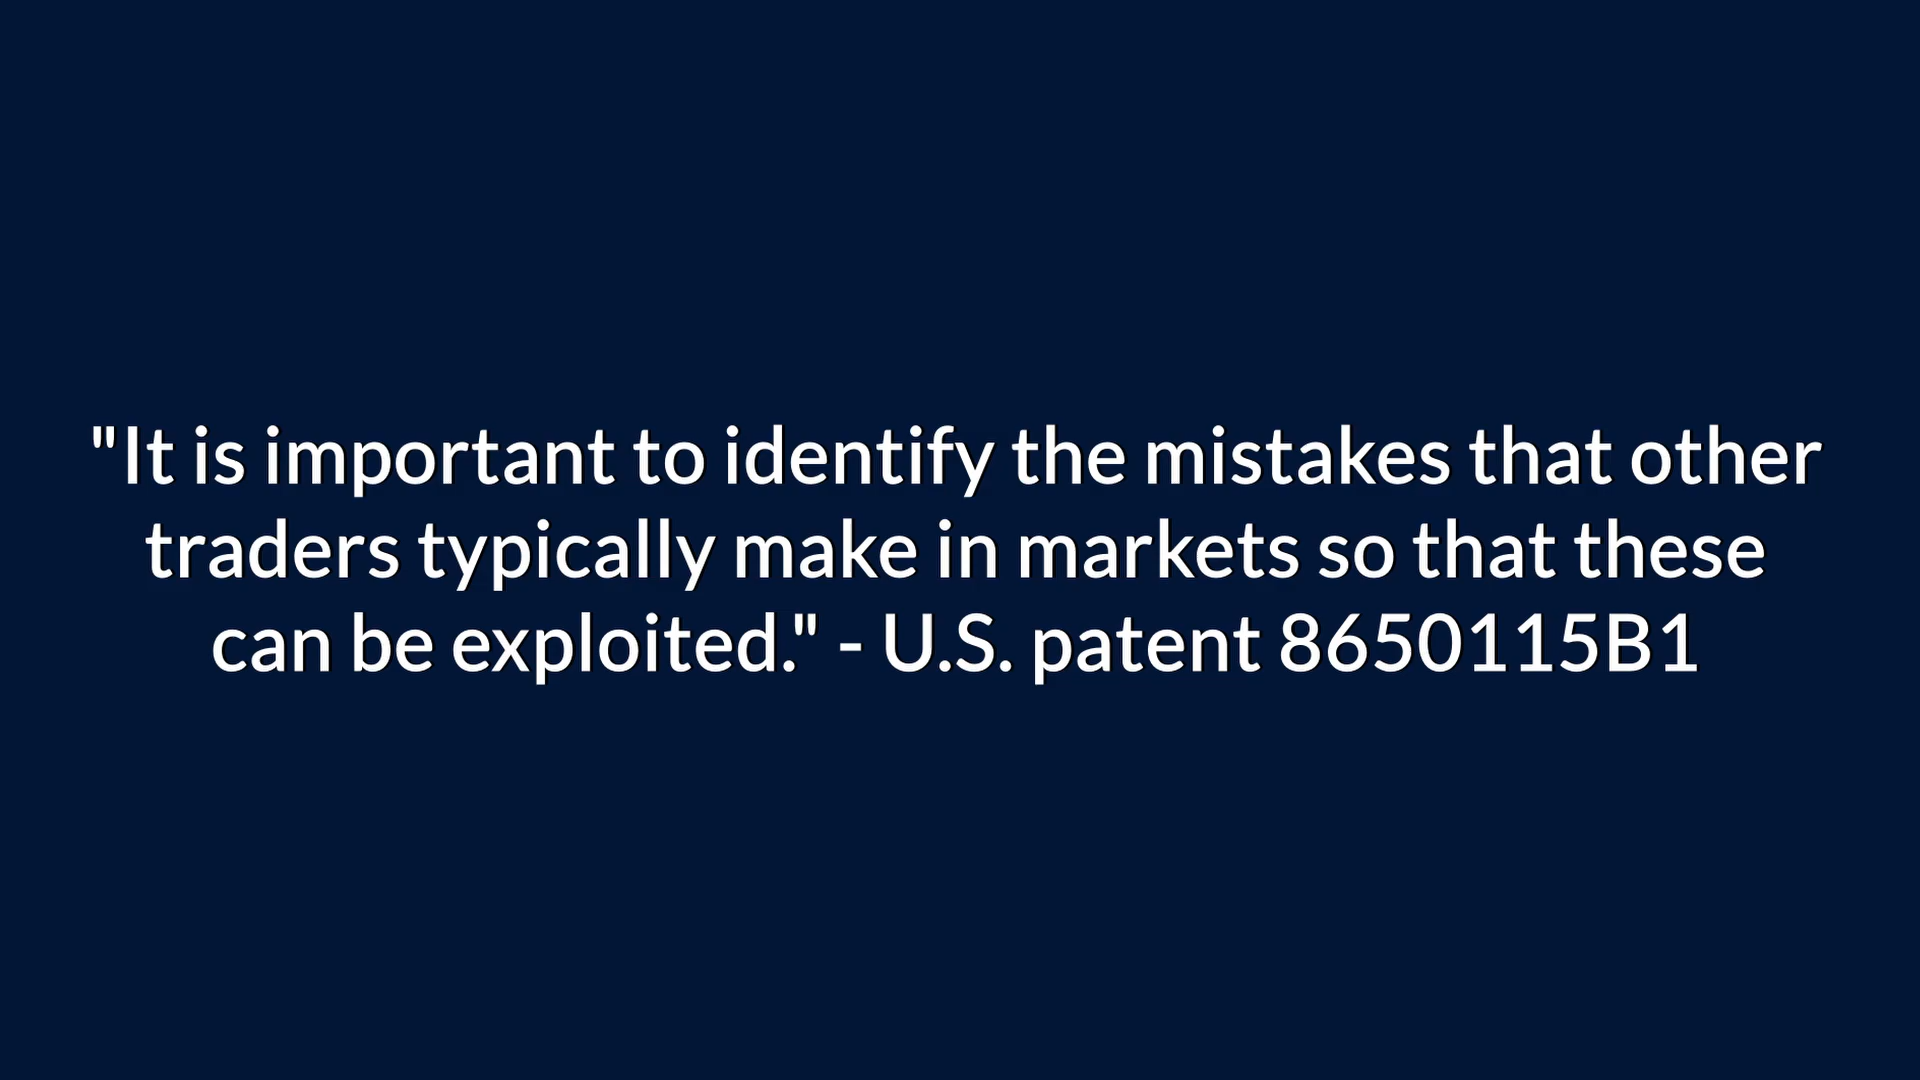 "It is important to identify the mistakes that other
traders typically make in markets so that these
can be exploited." - U.S. patent 8650115B1